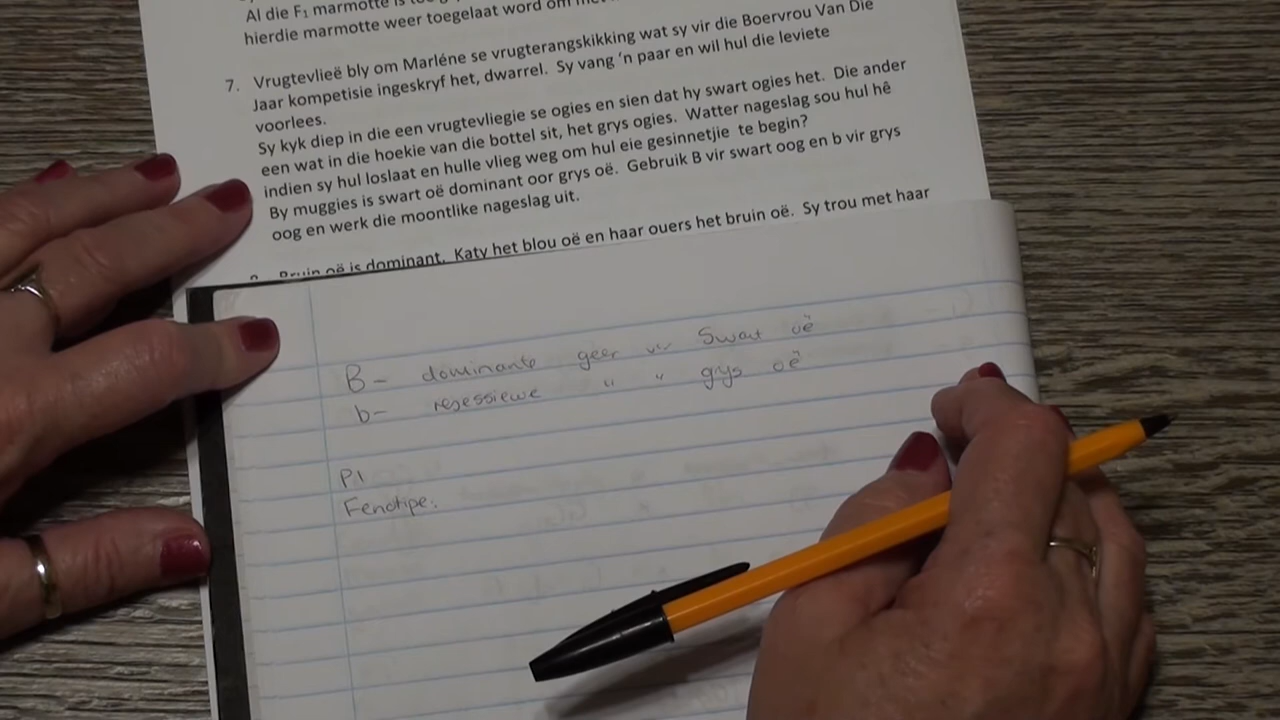 Al die F₁ marmotte is
hierdie marmotte weer toegelaat word om met
7. Vrugtevlieë bly om Marléne se vrugterangskikking wat sy vir die Boervrou Van Die
Jaar kompetisie ingeskryf het, dwarrel. Sy vang 'n paar en wil hul die leviete
voorlees.
Sy kyk diep in die een vrugtevliegie se ogies en sien dat hy swart ogies het. Die ander
een wat in die hoekie van die bottel sit, het grys ogies. Watter nageslag sou hul hê
indien sy hul loslaat en hulle vlieg weg om hul eie gesinnetjie te begin?
By muggies is swart oë dominant oor grys oë. Gebruik B vir swart oog en b vir grys
oog en werk die moontlike nageslag uit.
Bruin oë is dominant. Katy het blou oë en haar ouers het bruin oë. Sy trou met haar
B - dominante geen vir Swart oë
b - resessiewe " " grys oë
P1
Fenotipe: